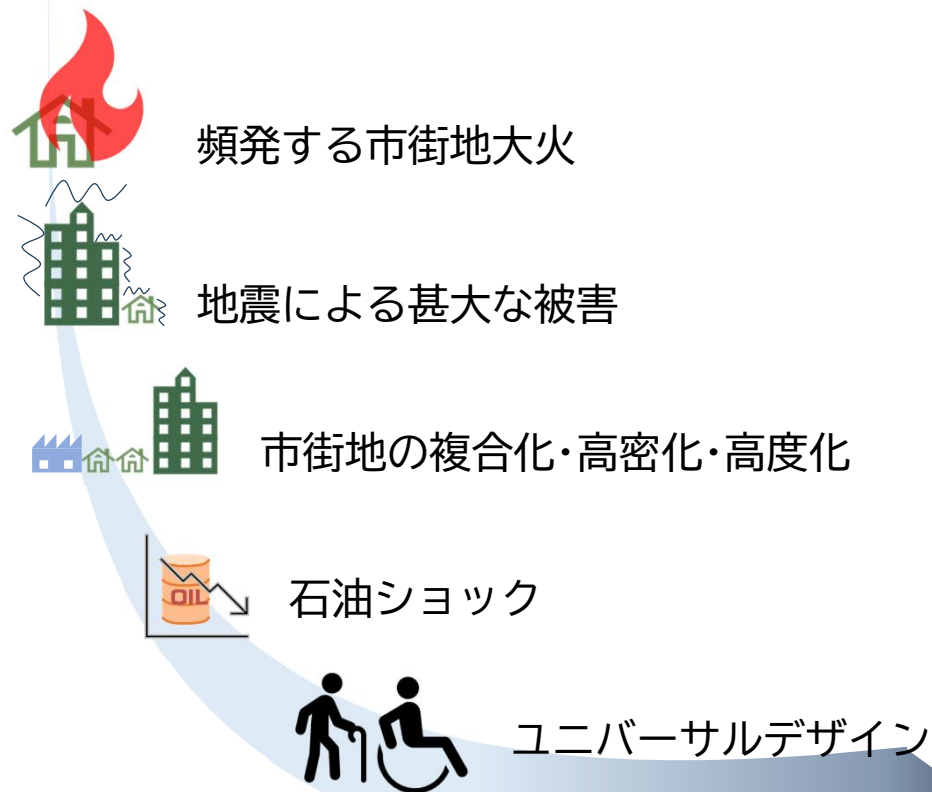 頻発する市街地大火
地震による甚大な被害
市街地の複合化・高密化・高度化
OIL
石油ショック
ユニバーサルデザイン